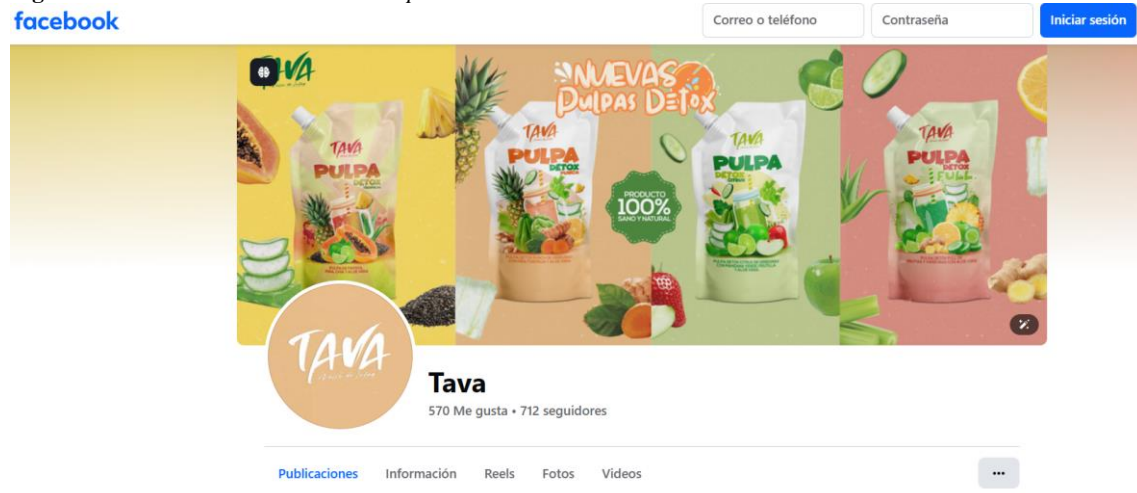 facebook
Correo o teléfono
Contraseña
Iniciar sesión
TAVA
NUEVAS
Pulpas Detox
TAVA
PULPA
DETOX
TAVA
PULPA
DETOX
PRODUCTO
100%
SANO Y NATURAL
TAVA
PULPA
DETOX
TAVA
PULPA
DETOX
FULL
TAVA
Tava
570 Me gusta • 712 seguidores
Publicaciones
Información
Reels
Fotos
Videos